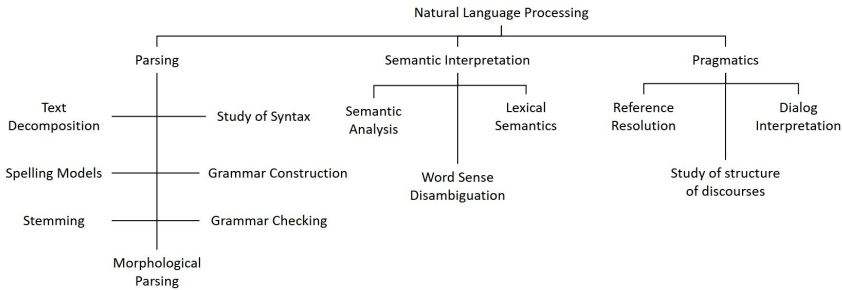 Natural Language Processing
Parsing
Semantic Interpretation
Pragmatics
Text
Decomposition
Study of Syntax
Spelling Models
Grammar Construction
Stemming
Grammar Checking
Morphological
Parsing
Semantic
Analysis
Lexical
Semantics
Word Sense
Disambiguation
Reference
Resolution
Dialog
Interpretation
Study of structure
of discourses